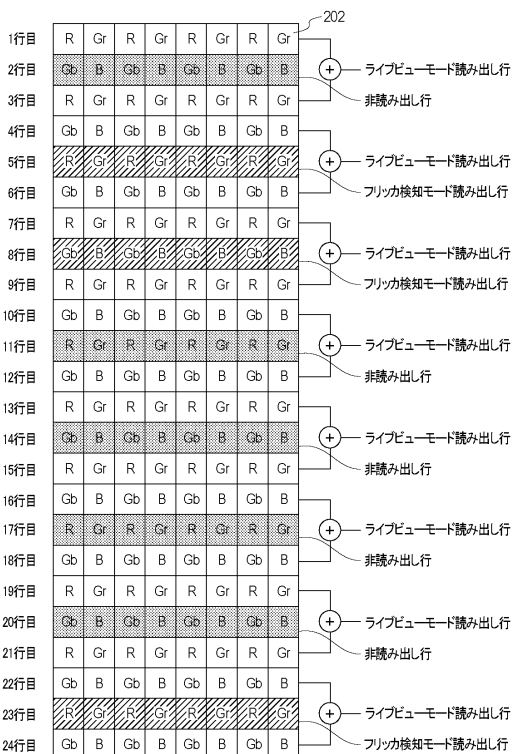 202
1行目 R Gr R Gr R Gr R Gr
2行目 Gb B Gb B Gb B Gb B + ライブビューモード読み出し行
3行目 R Gr R Gr R Gr R Gr 非読み出し行
4行目 Gb B Gb B Gb B Gb B
5行目 R Gr R Gr R Gr R Gr + ライブビューモード読み出し行
6行目 Gb B Gb B Gb B Gb B フリッカ検知モード読み出し行
7行目 R Gr R Gr R Gr R Gr
8行目 Gb B Gb B Gb B Gb B + ライブビューモード読み出し行
9行目 R Gr R Gr R Gr R Gr フリッカ検知モード読み出し行
10行目 Gb B Gb B Gb B Gb B
11行目 R Gr R Gr R Gr R Gr + ライブビューモード読み出し行
12行目 Gb B Gb B Gb B Gb B 非読み出し行
13行目 R Gr R Gr R Gr R Gr
14行目 Gb B Gb B Gb B Gb B + ライブビューモード読み出し行
15行目 R Gr R Gr R Gr R Gr 非読み出し行
16行目 Gb B Gb B Gb B Gb B
17行目 R Gr R Gr R Gr R Gr + ライブビューモード読み出し行
18行目 Gb B Gb B Gb B Gb B 非読み出し行
19行目 R Gr R Gr R Gr R Gr
20行目 Gb B Gb B Gb B Gb B + ライブビューモード読み出し行
21行目 R Gr R Gr R Gr R Gr 非読み出し行
22行目 Gb B Gb B Gb B Gb B
23行目 R Gr R Gr R Gr R Gr + ライブビューモード読み出し行
24行目 Gb B Gb B Gb B Gb B フリッカ検知モード読み出し行